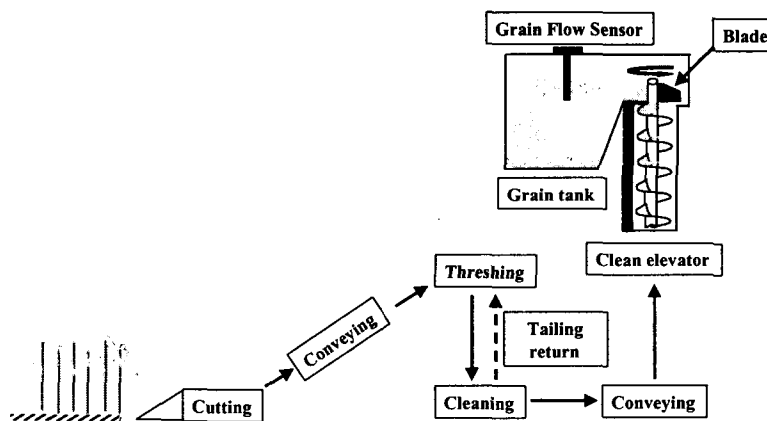 Grain Flow Sensor
Blade
Grain tank
Clean elevator
Threshing
Conveying
Tailing
return
Cutting
Cleaning
Conveying